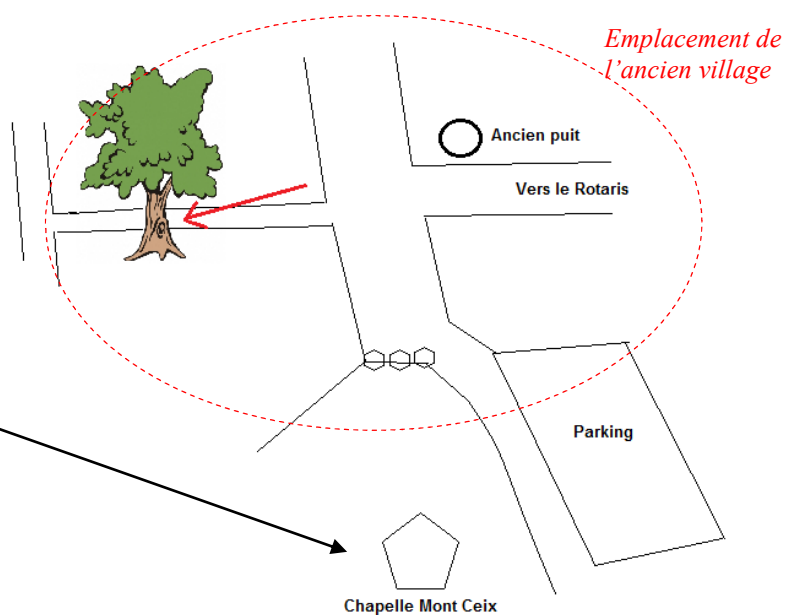 Emplacement de
l'ancien village
Ancien puit
Vers le Rotaris
Parking
Chapelle Mont Ceix